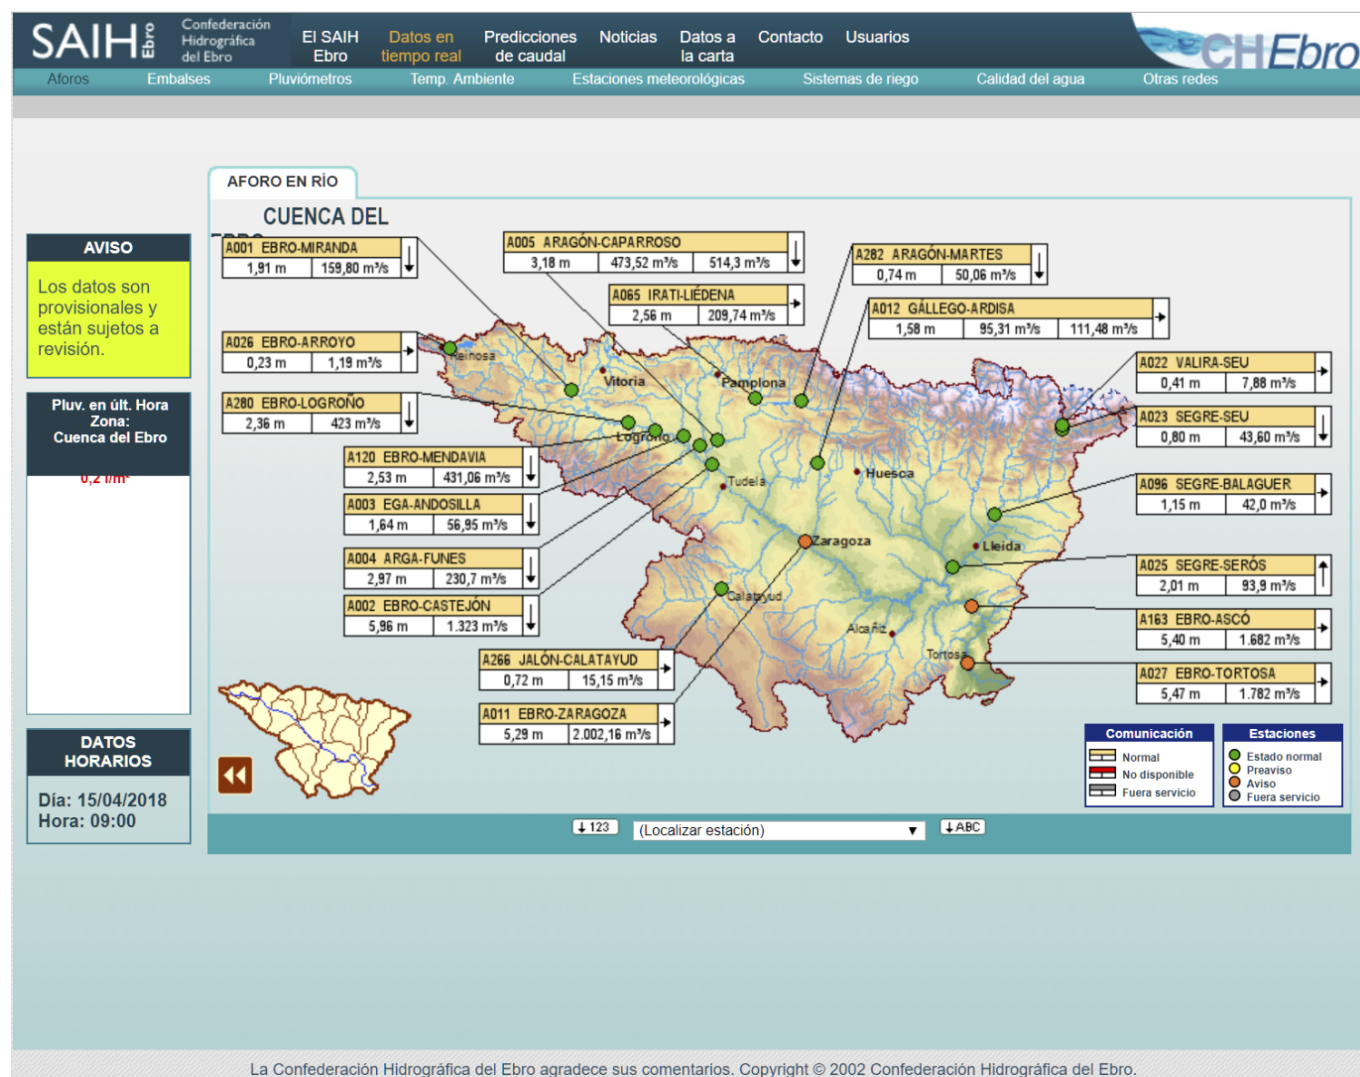 SAIH Ebro
Confederación
Hidrográfica
del Ebro
El SAIH
Ebro
Datos en
tiempo real
Predicciones
de caudal
Noticias
Datos a
la carta
Contacto
Usuarios
CHEbro
Aforos Embalses Pluviómetros Temp. Ambiente Estaciones meteorológicas Sistemas de riego Calidad del agua Otras redes
AFORO EN RÍO
CUENCA DEL
AVISO
Los datos son
provisionales y
están sujetos a
revisión.
Pluv. en últ. Hora
Zona:
Cuenca del Ebro
0,2 l/m²
DATOS
HORARIOS
Día: 15/04/2018
Hora: 09:00
A001 EBRO-MIRANDA
1,91 m 159,80 m³/s
A005 ARAGÓN-CAPARROSO
3,18 m 473,52 m³/s 514,3 m³/s
A282 ARAGÓN-MARTES
0,74 m 50,06 m³/s
A065 IRATI-LIÉDENA
2,56 m 209,74 m³/s
A012 GÁLLEGO-ARDISA
1,58 m 95,31 m³/s 111,48 m³/s
A026 EBRO-ARROYO
0,23 m 1,19 m³/s
A022 VALIRA-SEU
0,41 m 7,88 m³/s
A280 EBRO-LOGROÑO
2,36 m 423 m³/s
A023 SEGRE-SEU
0,80 m 43,60 m³/s
A120 EBRO-MENDAVIA
2,53 m 431,06 m³/s
A096 SEGRE-BALAGUER
1,15 m 42,0 m³/s
A003 EGA-ANDOSILLA
1,64 m 56,95 m³/s
A004 ARGA-FUNES
2,97 m 230,7 m³/s
A025 SEGRE-SERÓS
2,01 m 93,9 m³/s
A002 EBRO-CASTEJÓN
5,96 m 1.323 m³/s
A163 EBRO-ASCÓ
5,40 m 1.682 m³/s
A266 JALÓN-CALATAYUD
0,72 m 15,15 m³/s
A027 EBRO-TORTOSA
5,47 m 1.782 m³/s
A011 EBRO-ZARAGOZA
5,29 m 2.002,16 m³/s
Reinosa
Vitoria
Pamplona
Logroño
Huesca
Tudela
Zaragoza
Lleida
Calatayud
Alcañiz
Tortosa
Comunicación
Normal
No disponible
Fuera servicio
Estaciones
Estado normal
Preaviso
Aviso
Fuera servicio
123
(Localizar estación)
ABC
La Confederación Hidrográfica del Ebro agradece sus comentarios. Copyright © 2002 Confederación Hidrográfica del Ebro.